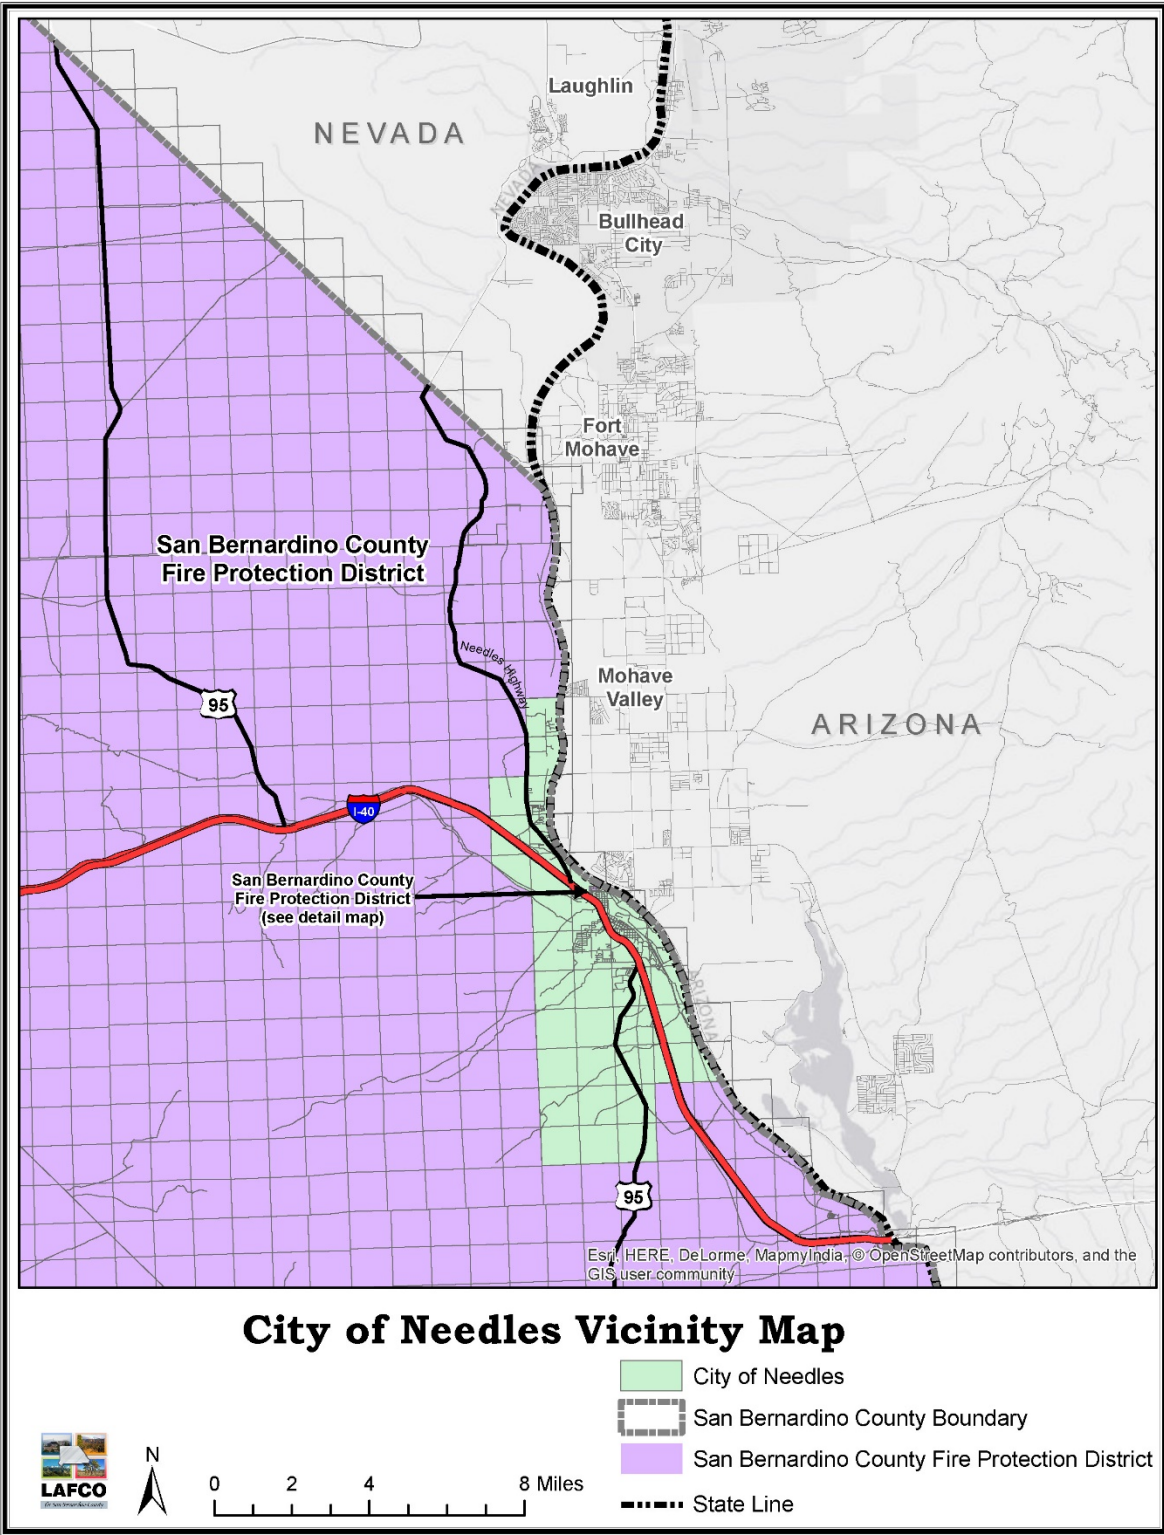 Laughlin
NEVADA
NEVADA
Bullhead
City
Fort
Mohave
San Bernardino County
Fire Protection District
Needles Highway
Mohave
Valley
95
ARIZONA
I-40
San Bernardino County
Fire Protection District
(see detail map)
ARIZONA
95
Esri, HERE, DeLorme, MapmyIndia, © OpenStreetMap contributors, and the
GIS user community
City of Needles Vicinity Map
City of Needles
San Bernardino County Boundary
San Bernardino County Fire Protection District
State Line
N
0 2 4 8 Miles
LAFCO